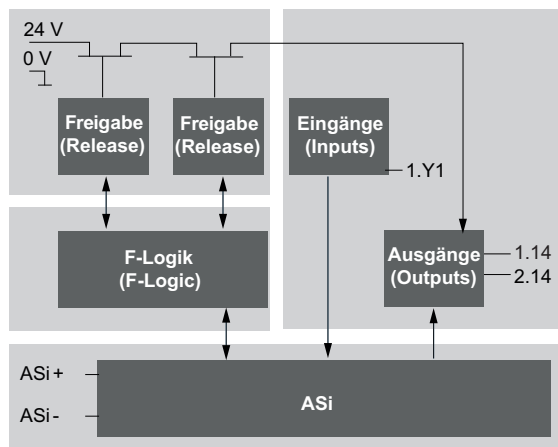 24 V
0 V
Freigabe
(Release)
Freigabe
(Release)
Eingänge
(Inputs)
1.Y1
F-Logik
(F-Logic)
Ausgänge
(Outputs)
1.14
2.14
ASi +
ASi -
ASi